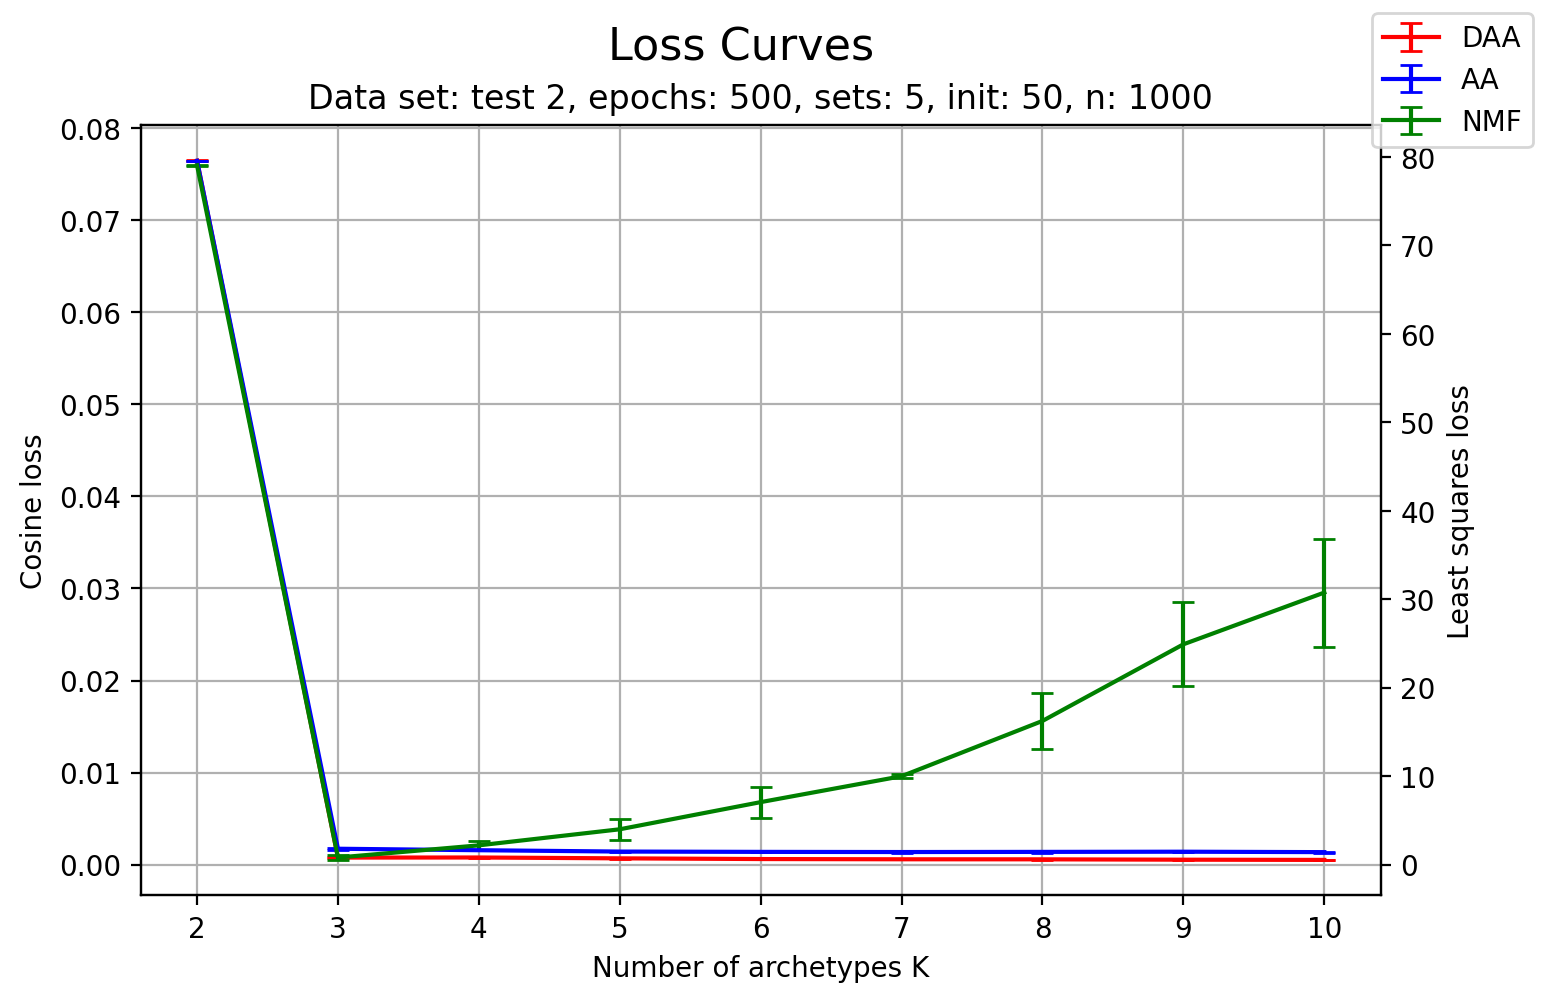 Loss Curves
Data set: test 2, epochs: 500, sets: 5, init: 50, n: 1000
DAA
AA
NMF
Cosine loss
0.08
0.07
0.06
0.05
0.04
0.03
0.02
0.01
0.00
80
70
60
50
40
30
20
10
0
Least squares loss
2 3 4 5 6 7 8 9 10
Number of archetypes K